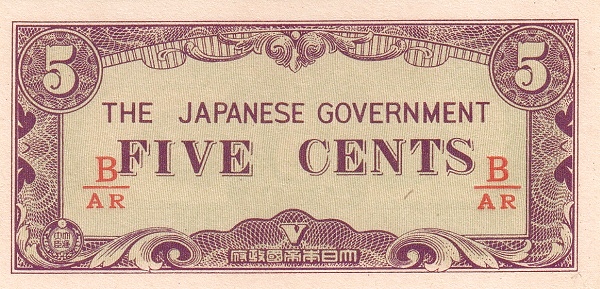 5 5
THE JAPANESE GOVERNMENT
B FIVE CENTS B
AR AR
V
大日本帝國政府